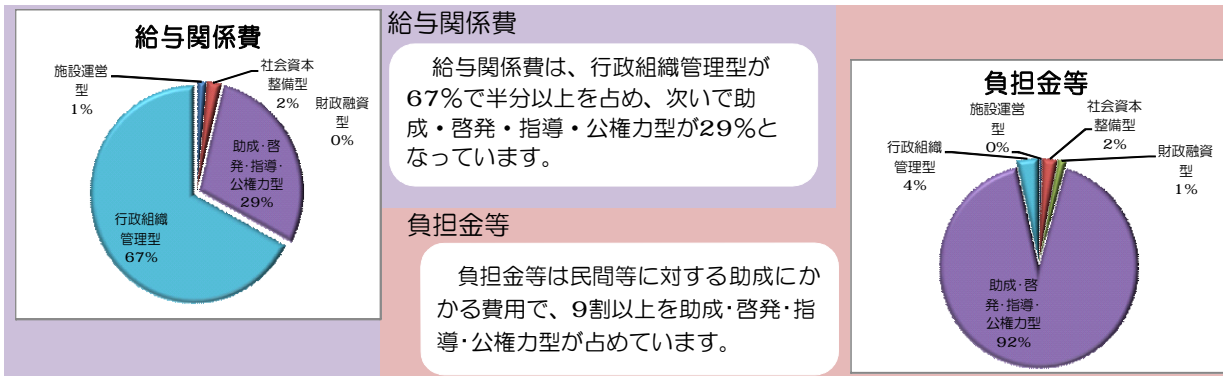 給与関係費
施設運営
型
1%
社会資本
整備型
2%
財政融資
型
0%
助成・啓
発・指導・
公権力型
29%
行政組織
管理型
67%
給与関係費
給与関係費は、行政組織管理型が
67%で半分以上を占め、次いで助
成・啓発・指導・公権力型が29%と
なっています。
負担金等
負担金等は民間等に対する助成にか
かる費用で、9割以上を助成・啓発・指
導・公権力型が占めています。
負担金等
施設運営
型
0%
社会資本
整備型
2%
行政組織
管理型
4%
財政融資
型
1%
助成・啓
発・指導・
公権力型
92%